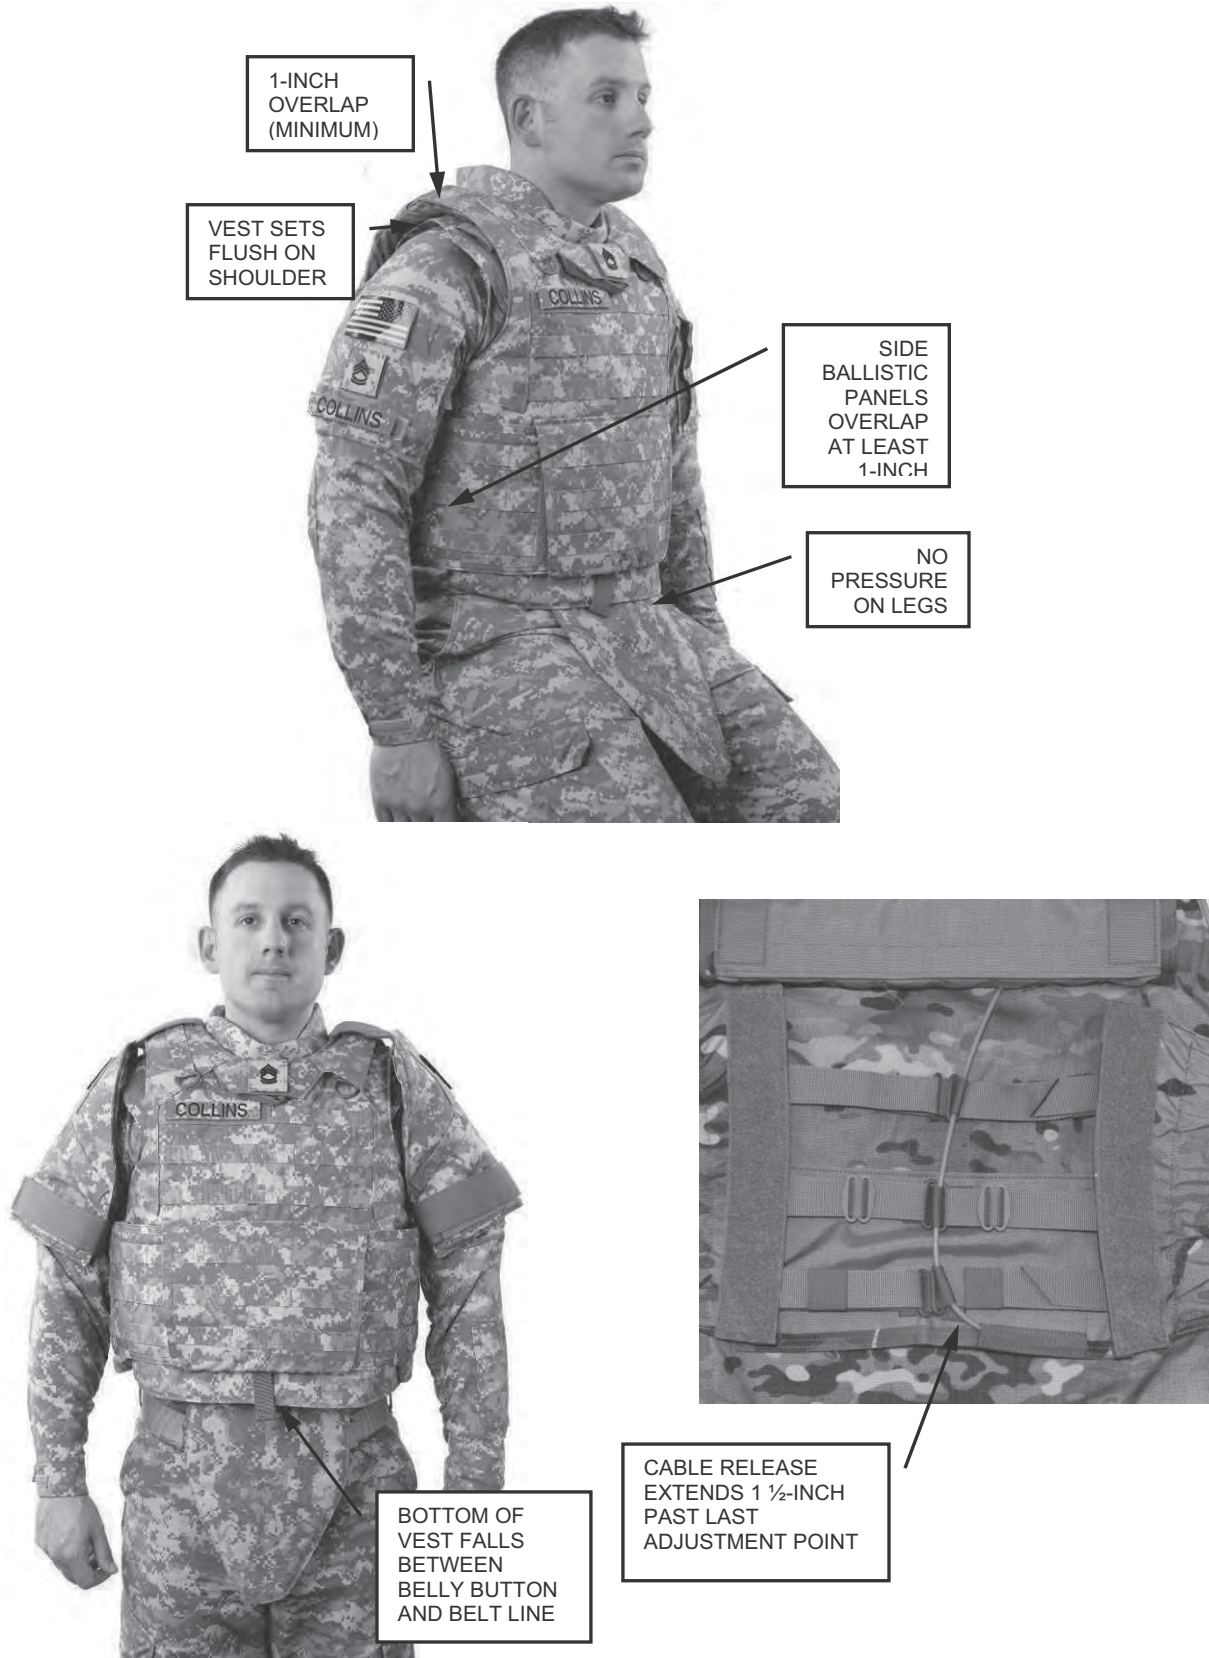 1-INCH
OVERLAP
(MINIMUM)
VEST SETS
FLUSH ON
SHOULDER
COLLINS
COLLINS
SIDE
BALLISTIC
PANELS
OVERLAP
AT LEAST
1-INCH
NO
PRESSURE
ON LEGS
COLLINS
BOTTOM OF
VEST FALLS
BETWEEN
BELLY BUTTON
AND BELT LINE
CABLE RELEASE
EXTENDS 1 ½-INCH
PAST LAST
ADJUSTMENT POINT